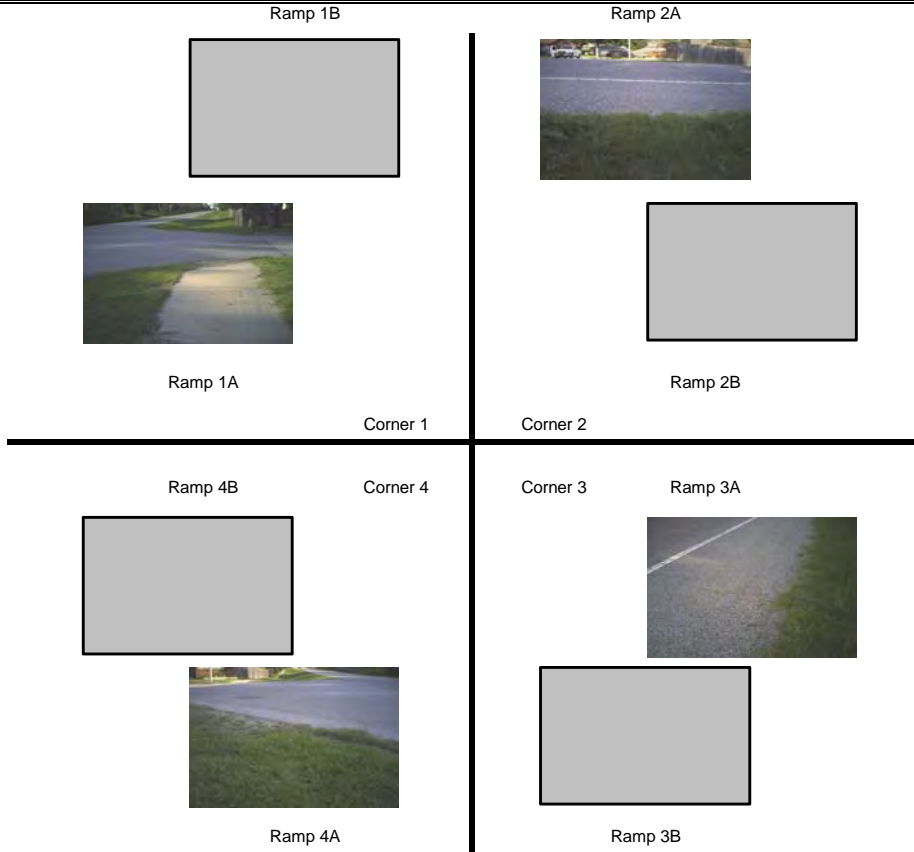 Ramp 1B
Ramp 2A
Ramp 1A
Ramp 2B
Corner 1
Corner 2
Ramp 4B
Corner 4
Corner 3
Ramp 3A
Ramp 4A
Ramp 3B